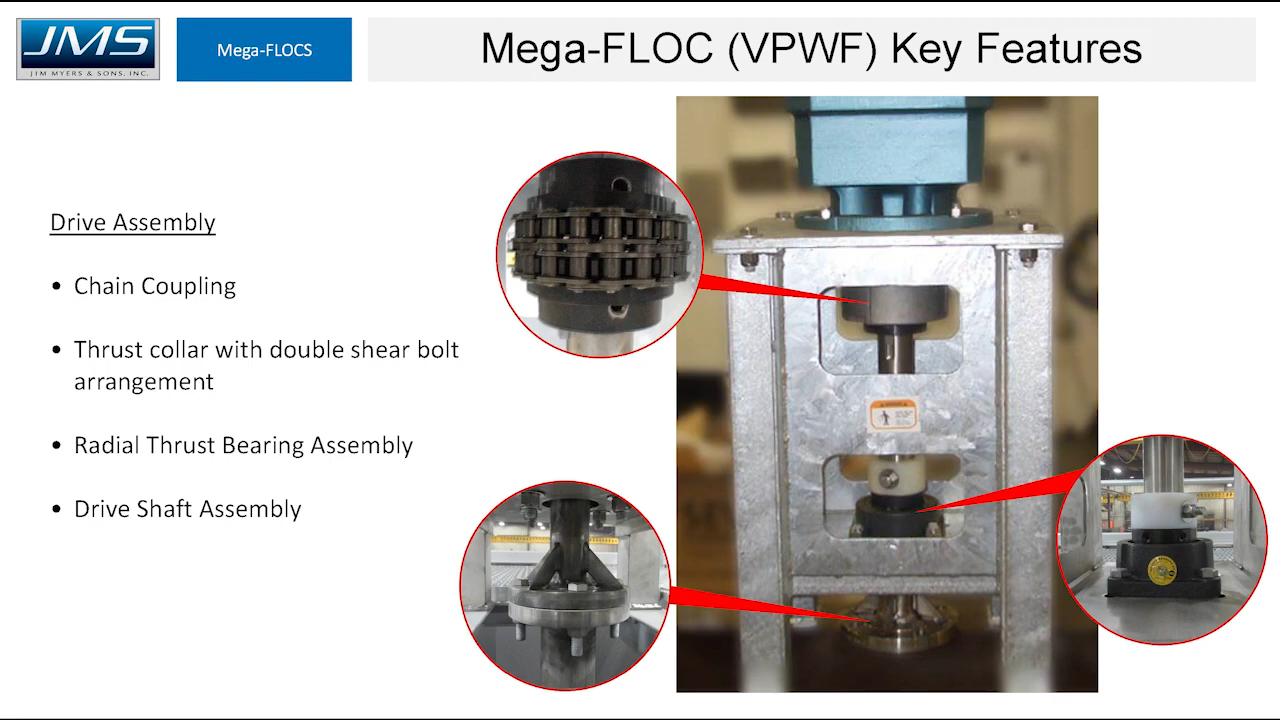 JMS
JIM MYERS & SONS, INC.
Mega-FLOCS
Mega-FLOC (VPWF) Key Features
Drive Assembly
• Chain Coupling
• Thrust collar with double shear bolt
arrangement
• Radial Thrust Bearing Assembly
• Drive Shaft Assembly